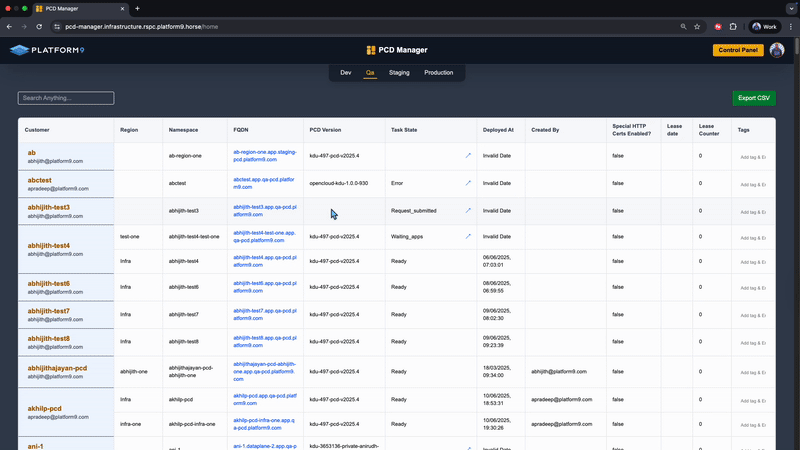 Platform9
pcd-manager.infrastructure.rspc.platform9.horse/home
Work
PLATFORM9
PCD Manager
Control Panel
Dev Qa Staging Production
Search Anything...
Export CSV
Customer Region Namespace FQDN PCD Version Task State Deployed At Created By Special HTTP Certs Enabled? Lease date Lease Counter Tags
ab
abhijith@platform9.com
ab-region-one
ab-region-one.app.staging-
pcd.platform9.com
kdu-497-pcd-v2025.4
Invalid Date
false
0
Add tag & E
abctest
apradeep@platform9.com
abctest
abctest.app.qa-pcd.platfor
m9.com
opencloud-kdu-1.0.0-930
Error
Invalid Date
false
0
Add tag & E
abhijith-test3
abhijith@platform9.com
abhijith-test3
abhijith-test3.app.qa-pcd.pl
atform9.com
Request_submitted
Invalid Date
false
0
Add tag & E
abhijith-test4
abhijith@platform9.com
test-one
abhijith-test4-test-one
abhijith-test4-test-one.app.
qa-pcd.platform9.com
kdu-497-pcd-v2025.4
Waiting_apps
Invalid Date
false
0
Add tag & E
Infra
abhijith-test4
abhijith-test4.app.qa-pcd.pl
atform9.com
kdu-497-pcd-v2025.4
Ready
06/06/2025,
07:03:01
false
0
Add tag & E
abhijith-test6
abhijith@platform9.com
Infra
abhijith-test6
abhijith-test6.app.qa-pcd.pl
atform9.com
kdu-497-pcd-v2025.4
Ready
08/06/2025,
06:59:55
false
0
Add tag & E
abhijith-test7
abhijith@platform9.com
Infra
abhijith-test7
abhijith-test7.app.qa-pcd.pl
atform9.com
kdu-497-pcd-v2025.4
Ready
09/06/2025,
08:02:30
false
0
Add tag & E
abhijith-test8
abhijith@platform9.com
Infra
abhijith-test8
abhijith-test8.app.qa-pcd.pl
atform9.com
kdu-497-pcd-v2025.4
Ready
09/06/2025,
09:23:39
false
0
Add tag & E
abhijithajayan-pcd
abhijith@platform9.com
abhijith-one
abhijithajayan-pcd-
abhijith-one
abhijithajayan-pcd-abhijith-
one.app.qa-pcd.platform9.
com
kdu-497-pcd-v2025.4
Ready
18/03/2025,
09:34:00
abhijith@platform9.com
false
0
Add tag & E
akhilp-pcd
apradeep@platform9.com
Infra
akhilp-pcd
akhilp-pcd.app.qa-pcd.platf
orm9.com
kdu-497-pcd-v2025.4
Ready
10/06/2025,
18:53:31
apradeep@platform9.com
false
0
Add tag & E
infra-one
akhilp-pcd-infra-one
akhilp-pcd-infra-one.app.q
a-pcd.platform9.com
kdu-497-pcd-v2025.4
Ready
10/06/2025,
19:30:26
apradeep@platform9.com
false
0
Add tag & E
ani-1
ani-1.dataplane-2.app.qa-p
kdu-3653136-private-anirudh-